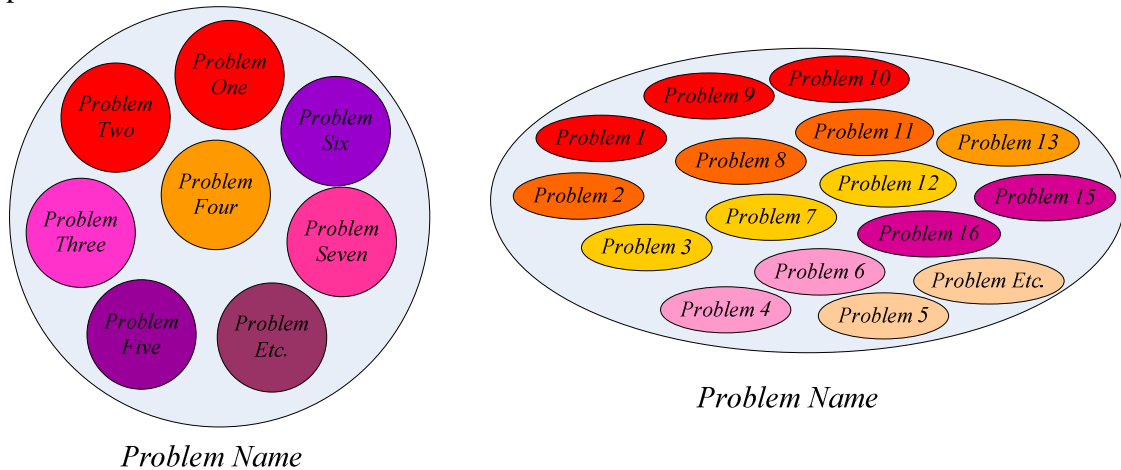 Problem
One
Problem
Two
Problem
Six
Problem
Four
Problem
Three
Problem
Seven
Problem
Five
Problem
Etc.
Problem Name
Problem 10
Problem 9
Problem 1
Problem 11
Problem 13
Problem 8
Problem 12
Problem 2
Problem 15
Problem 7
Problem 16
Problem 3
Problem 6
Problem Etc.
Problem 4
Problem 5
Problem Name